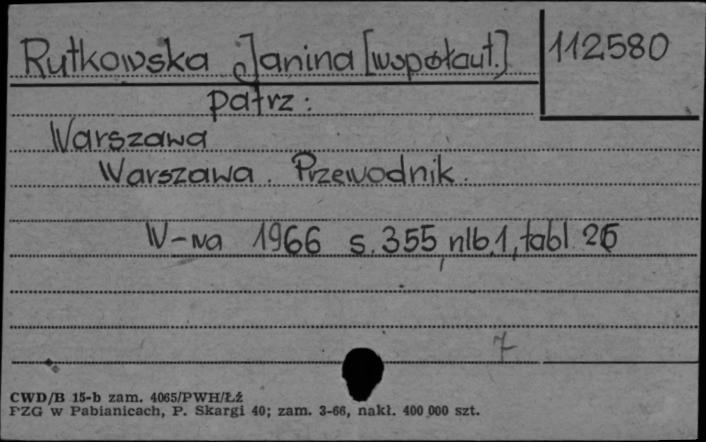 Rutkowska Janina [współaut.] 112580
patrz:
Warszawa
Warszawa. Przewodnik.
W-wa 1966 s. 355, nlb. 1, tabl. 26
7
CWD/B 15-b zam. 4065/PWH/Łź
PZG w Pabianicach, P. Skargi 40; zam. 3-66, nakł. 400 000 szt.